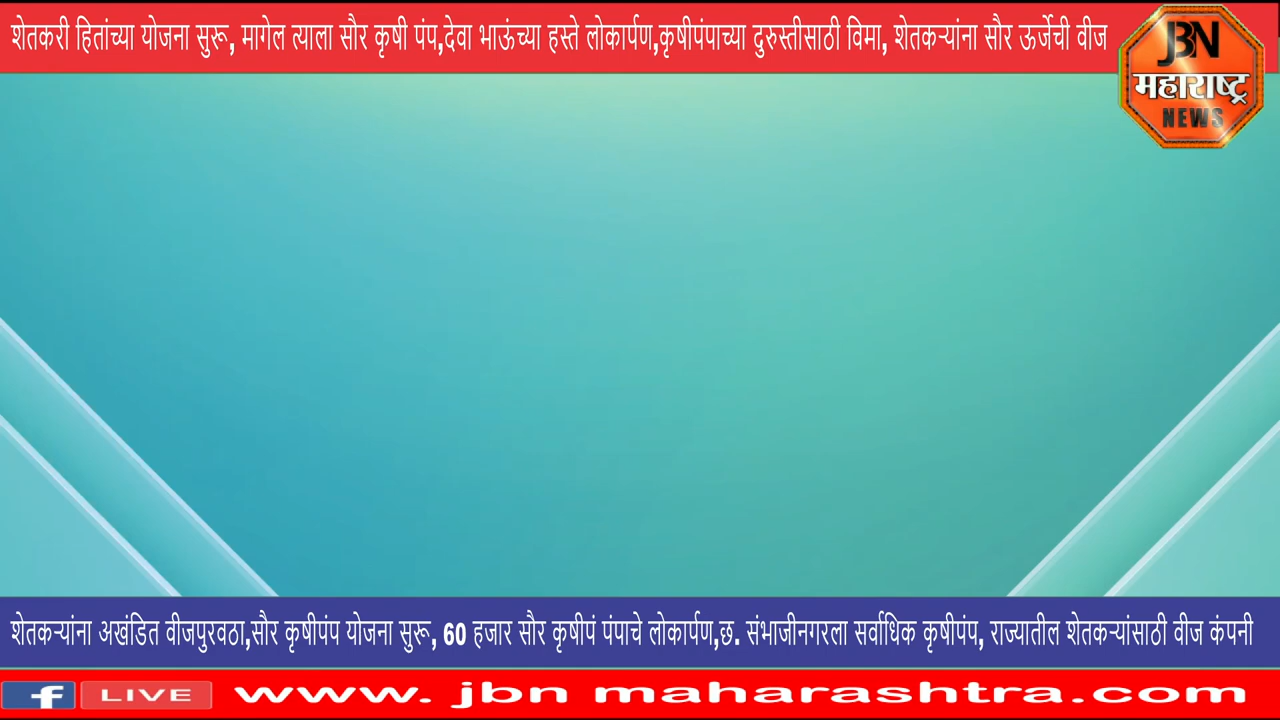 शेतकरी हितांच्या योजना सुरू, मागेल त्याला सौर कृषी पंप,देवा भाऊंच्या हस्ते लोकार्पण,कृषीपंपाच्या दुरुस्तीसाठी विमा, शेतकऱ्यांना सौर ऊर्जेची वीज
JBN
महाराष्ट्र
NEWS
शेतकऱ्यांना अखंडित वीजपुरवठा,सौर कृषीपंप योजना सुरू, 60 हजार सौर कृषीपं पंपाचे लोकार्पण,छ. संभाजीनगरला सर्वाधिक कृषीपंप, राज्यातील शेतकऱ्यांसाठी वीज कंपनी
f LIVE www. jbn maharashtra.com